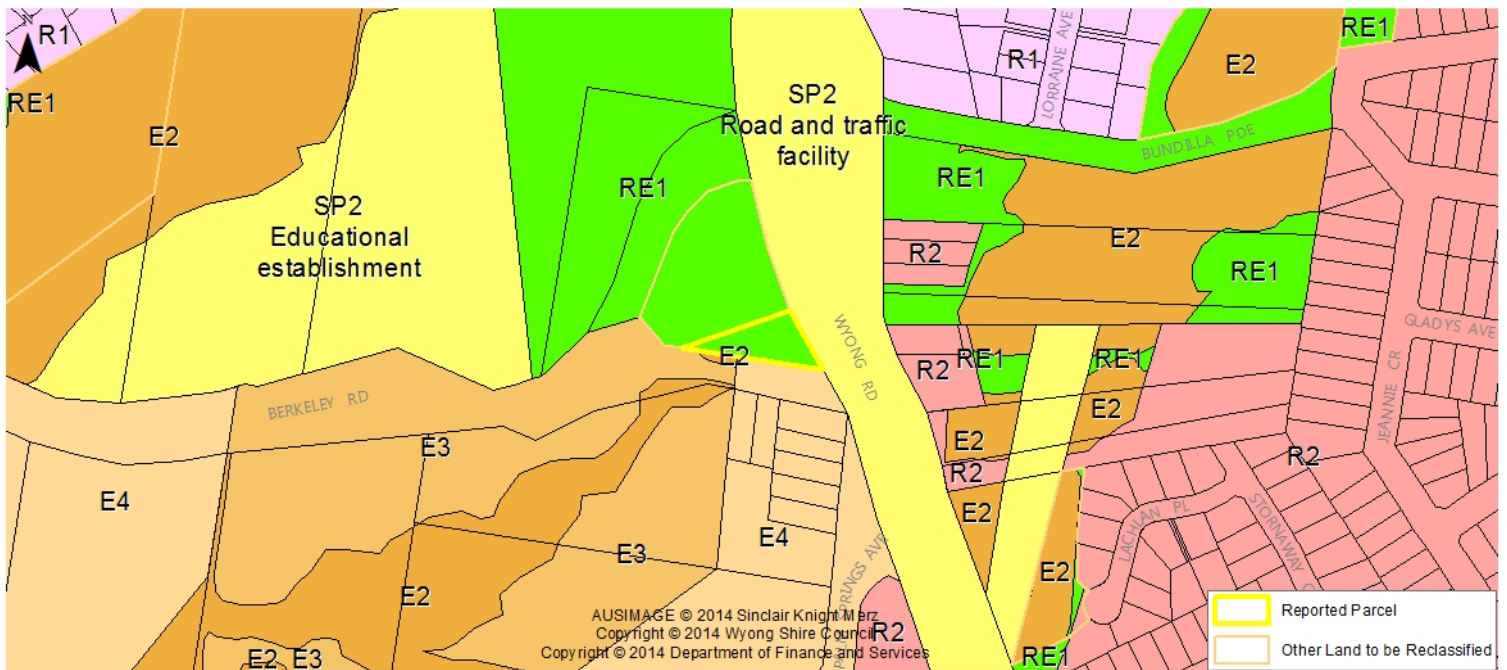 N
R1
RE1
E2
SP2
Educational
establishment
RE1
SP2
Road and traffic
facility
R1
LORRAINE AVE
E2
RE1
BUNDILLA PDE
RE1
E2
R2
RE1
GLADYS AVE
JEANNIE CR
WYONG RD
E2
R2
RE1
RE1
E2
E2
R2
E2
R2
LACHLAN PL
STORNAWAY
E2
RE1
BERKELEY RD
E3
E4
E3
E4
E2
E2
E3
SPRINGS AVE
R2
AUSIMAGE © 2014 Sinclair Knight Merz
Copyright © 2014 Wyong Shire Council
Copyright © 2014 Department of Finance and Services
Reported Parcel
Other Land to be Reclassified